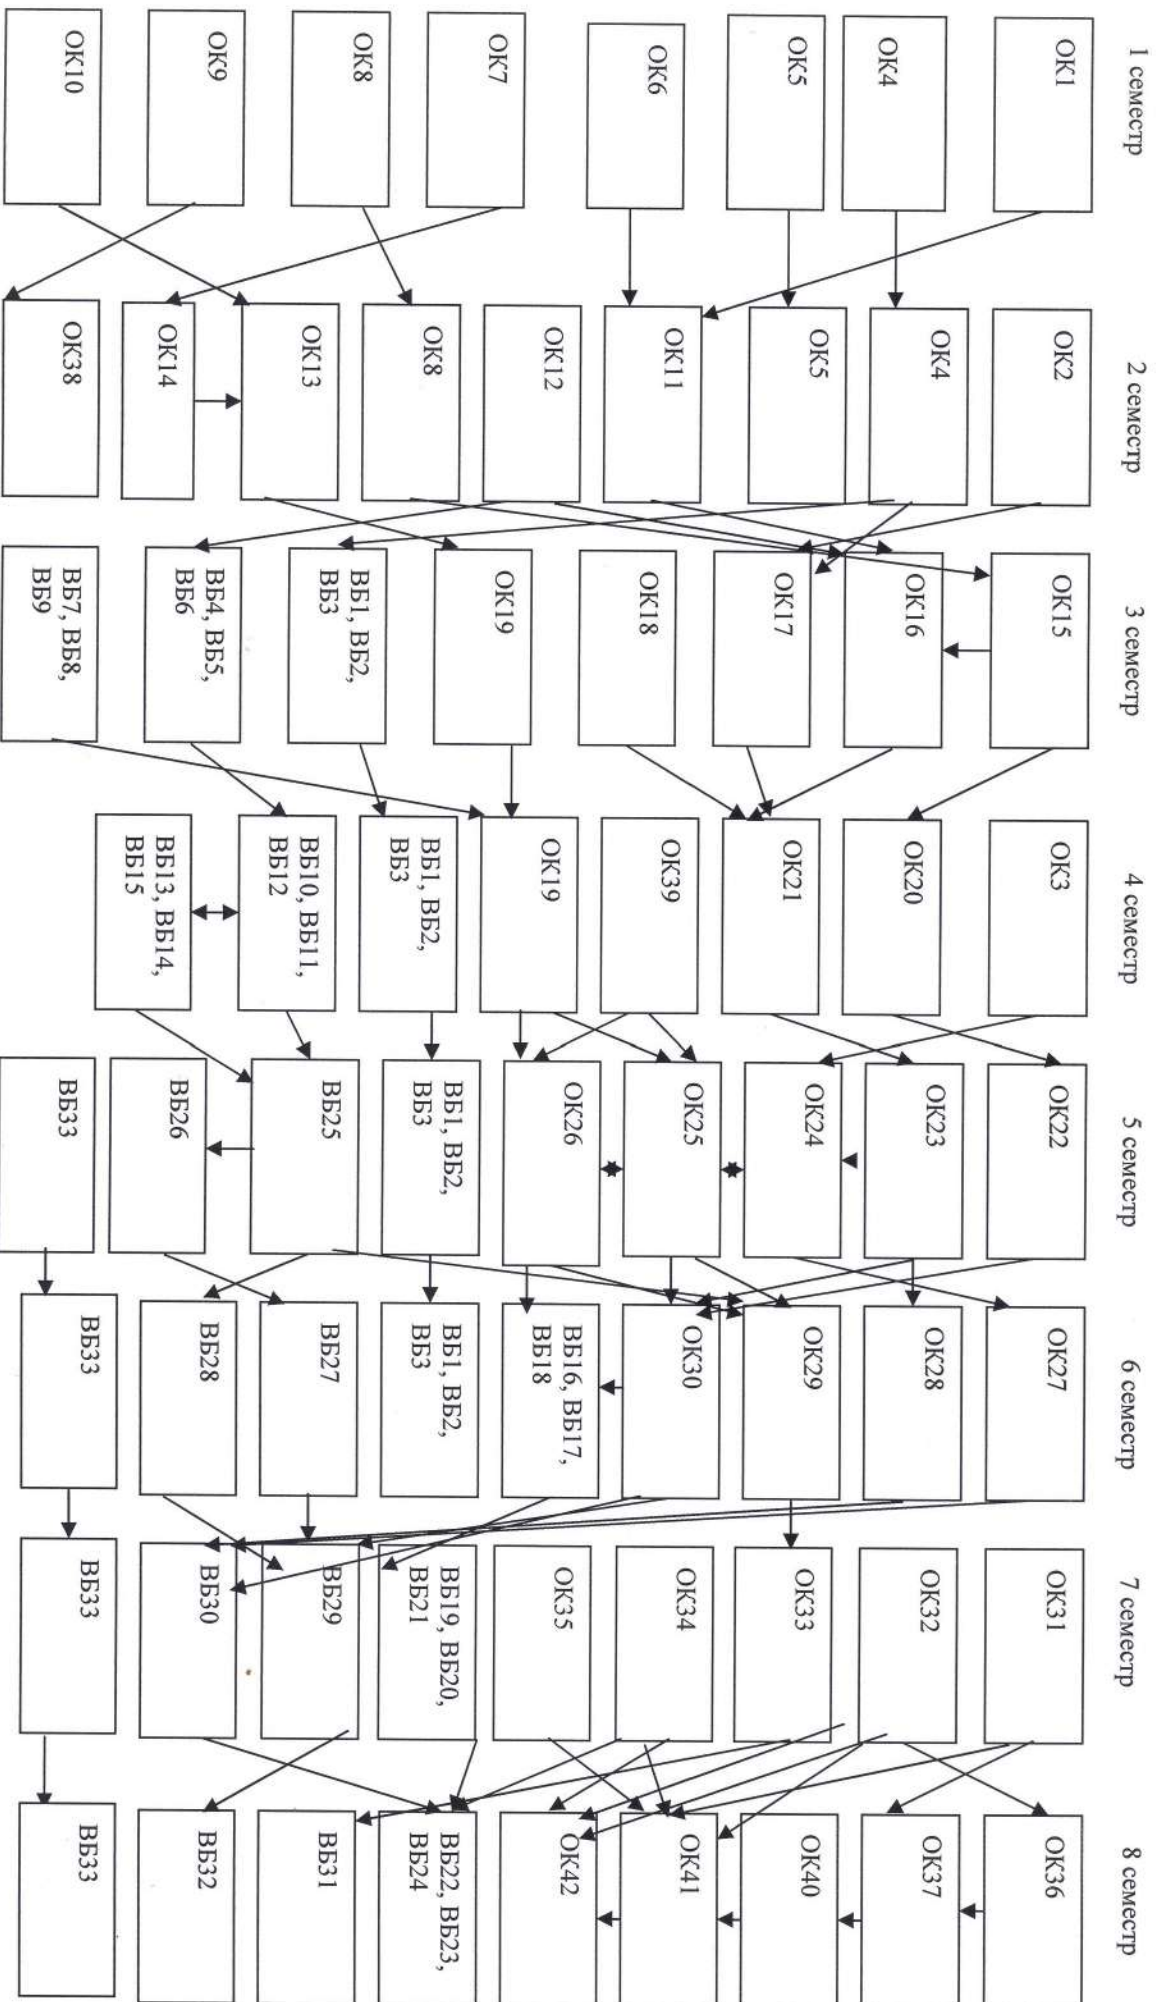 1 семестр
ОК1
ОК4
ОК5
ОК6
ОК7
ОК8
ОК9
ОК10
2 семестр
ОК2
ОК4
ОК5
ОК11
ОК12
ОК8
ОК13
ОК14
ОК38
3 семестр
ОК15
ОК16
ОК17
ОК18
ОК19
ВБ1, ВБ2,
ВБ3
ВБ4, ВБ5,
ВБ6
ВБ7, ВБ8,
ВБ9
4 семестр
ОК3
ОК20
ОК21
ОК39
ОК19
ВБ1, ВБ2,
ВБ3
ВБ10, ВБ11,
ВБ12
ВБ13, ВБ14,
ВБ15
5 семестр
ОК22
ОК23
ОК24
ОК25
ОК26
ВБ1, ВБ2,
ВБ3
ВБ25
ВБ26
ВБ33
6 семестр
ОК27
ОК28
ОК29
ОК30
ВБ16, ВБ17,
ВБ18
ВБ1, ВБ2,
ВБ3
ВБ27
ВБ28
ВБ33
7 семестр
ОК31
ОК32
ОК33
ОК34
ОК35
ВБ19, ВБ20,
ВБ21
ВБ29
ВБ30
ВБ33
8 семестр
ОК36
ОК37
ОК40
ОК41
ОК42
ВБ22, ВБ23,
ВБ24
ВБ31
ВБ32
ВБ33